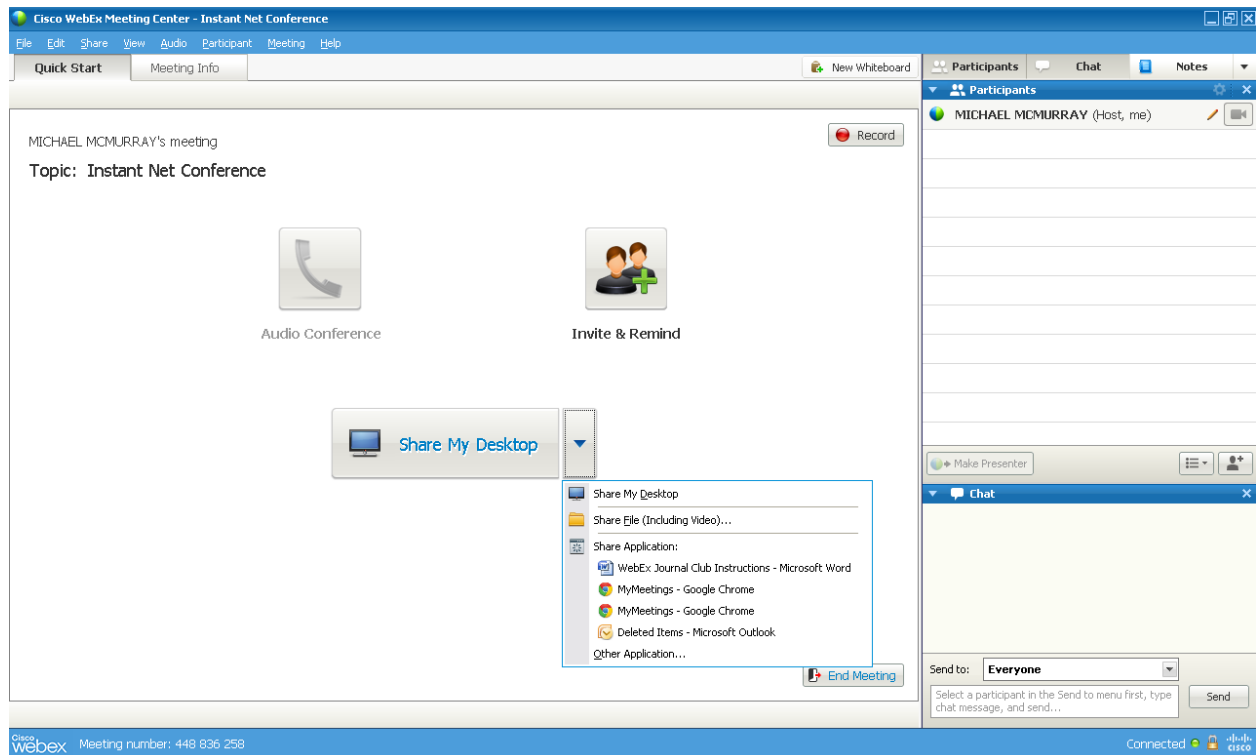 Cisco WebEx Meeting Center - Instant Net Conference
File Edit Share View Audio Participant Meeting Help
Quick Start Meeting Info New Whiteboard
Participants Chat Notes
Participants
MICHAEL MCMURRAY (Host, me)
MICHAEL MCMURRAY's meeting
Record
Topic: Instant Net Conference
Audio Conference Invite & Remind
Share My Desktop
Share My Desktop
Share File (Including Video)...
Share Application:
WebEx Journal Club Instructions - Microsoft Word
MyMeetings - Google Chrome
MyMeetings - Google Chrome
Deleted Items - Microsoft Outlook
Other Application...
End Meeting
Make Presenter
Chat
Send to: Everyone
Select a participant in the Send to menu first, type
chat message, and send...
Send
Cisco
webex Meeting number: 448 836 258
Connected
cisco